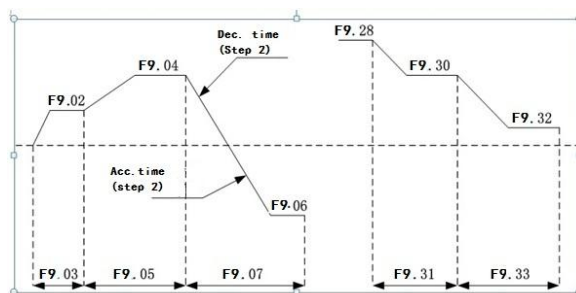 Dec. time
(Step 2)
F9.28
F9.04
F9.30
F9.02
F9.32
Acc.time
(step 2)
F9.06
F9.03
F9.05
F9.07
F9.31
F9.33